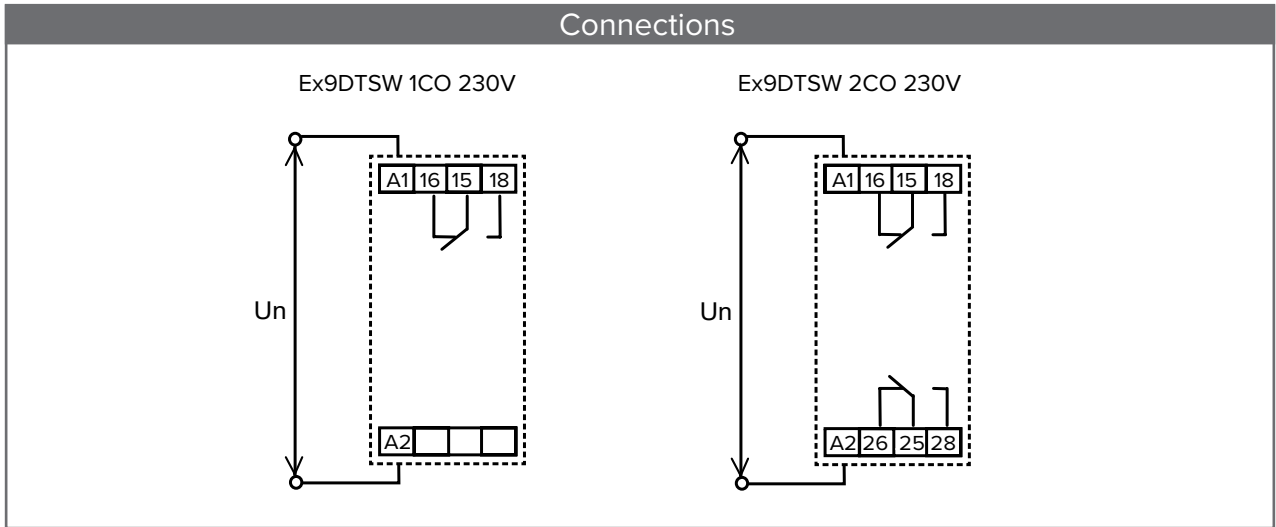 Connections
Ex9DTSW 1CO 230V
Ex9DTSW 2CO 230V
A1 16 15 18
A1 16 15 18
Un
Un
A2
A2 26 25 28